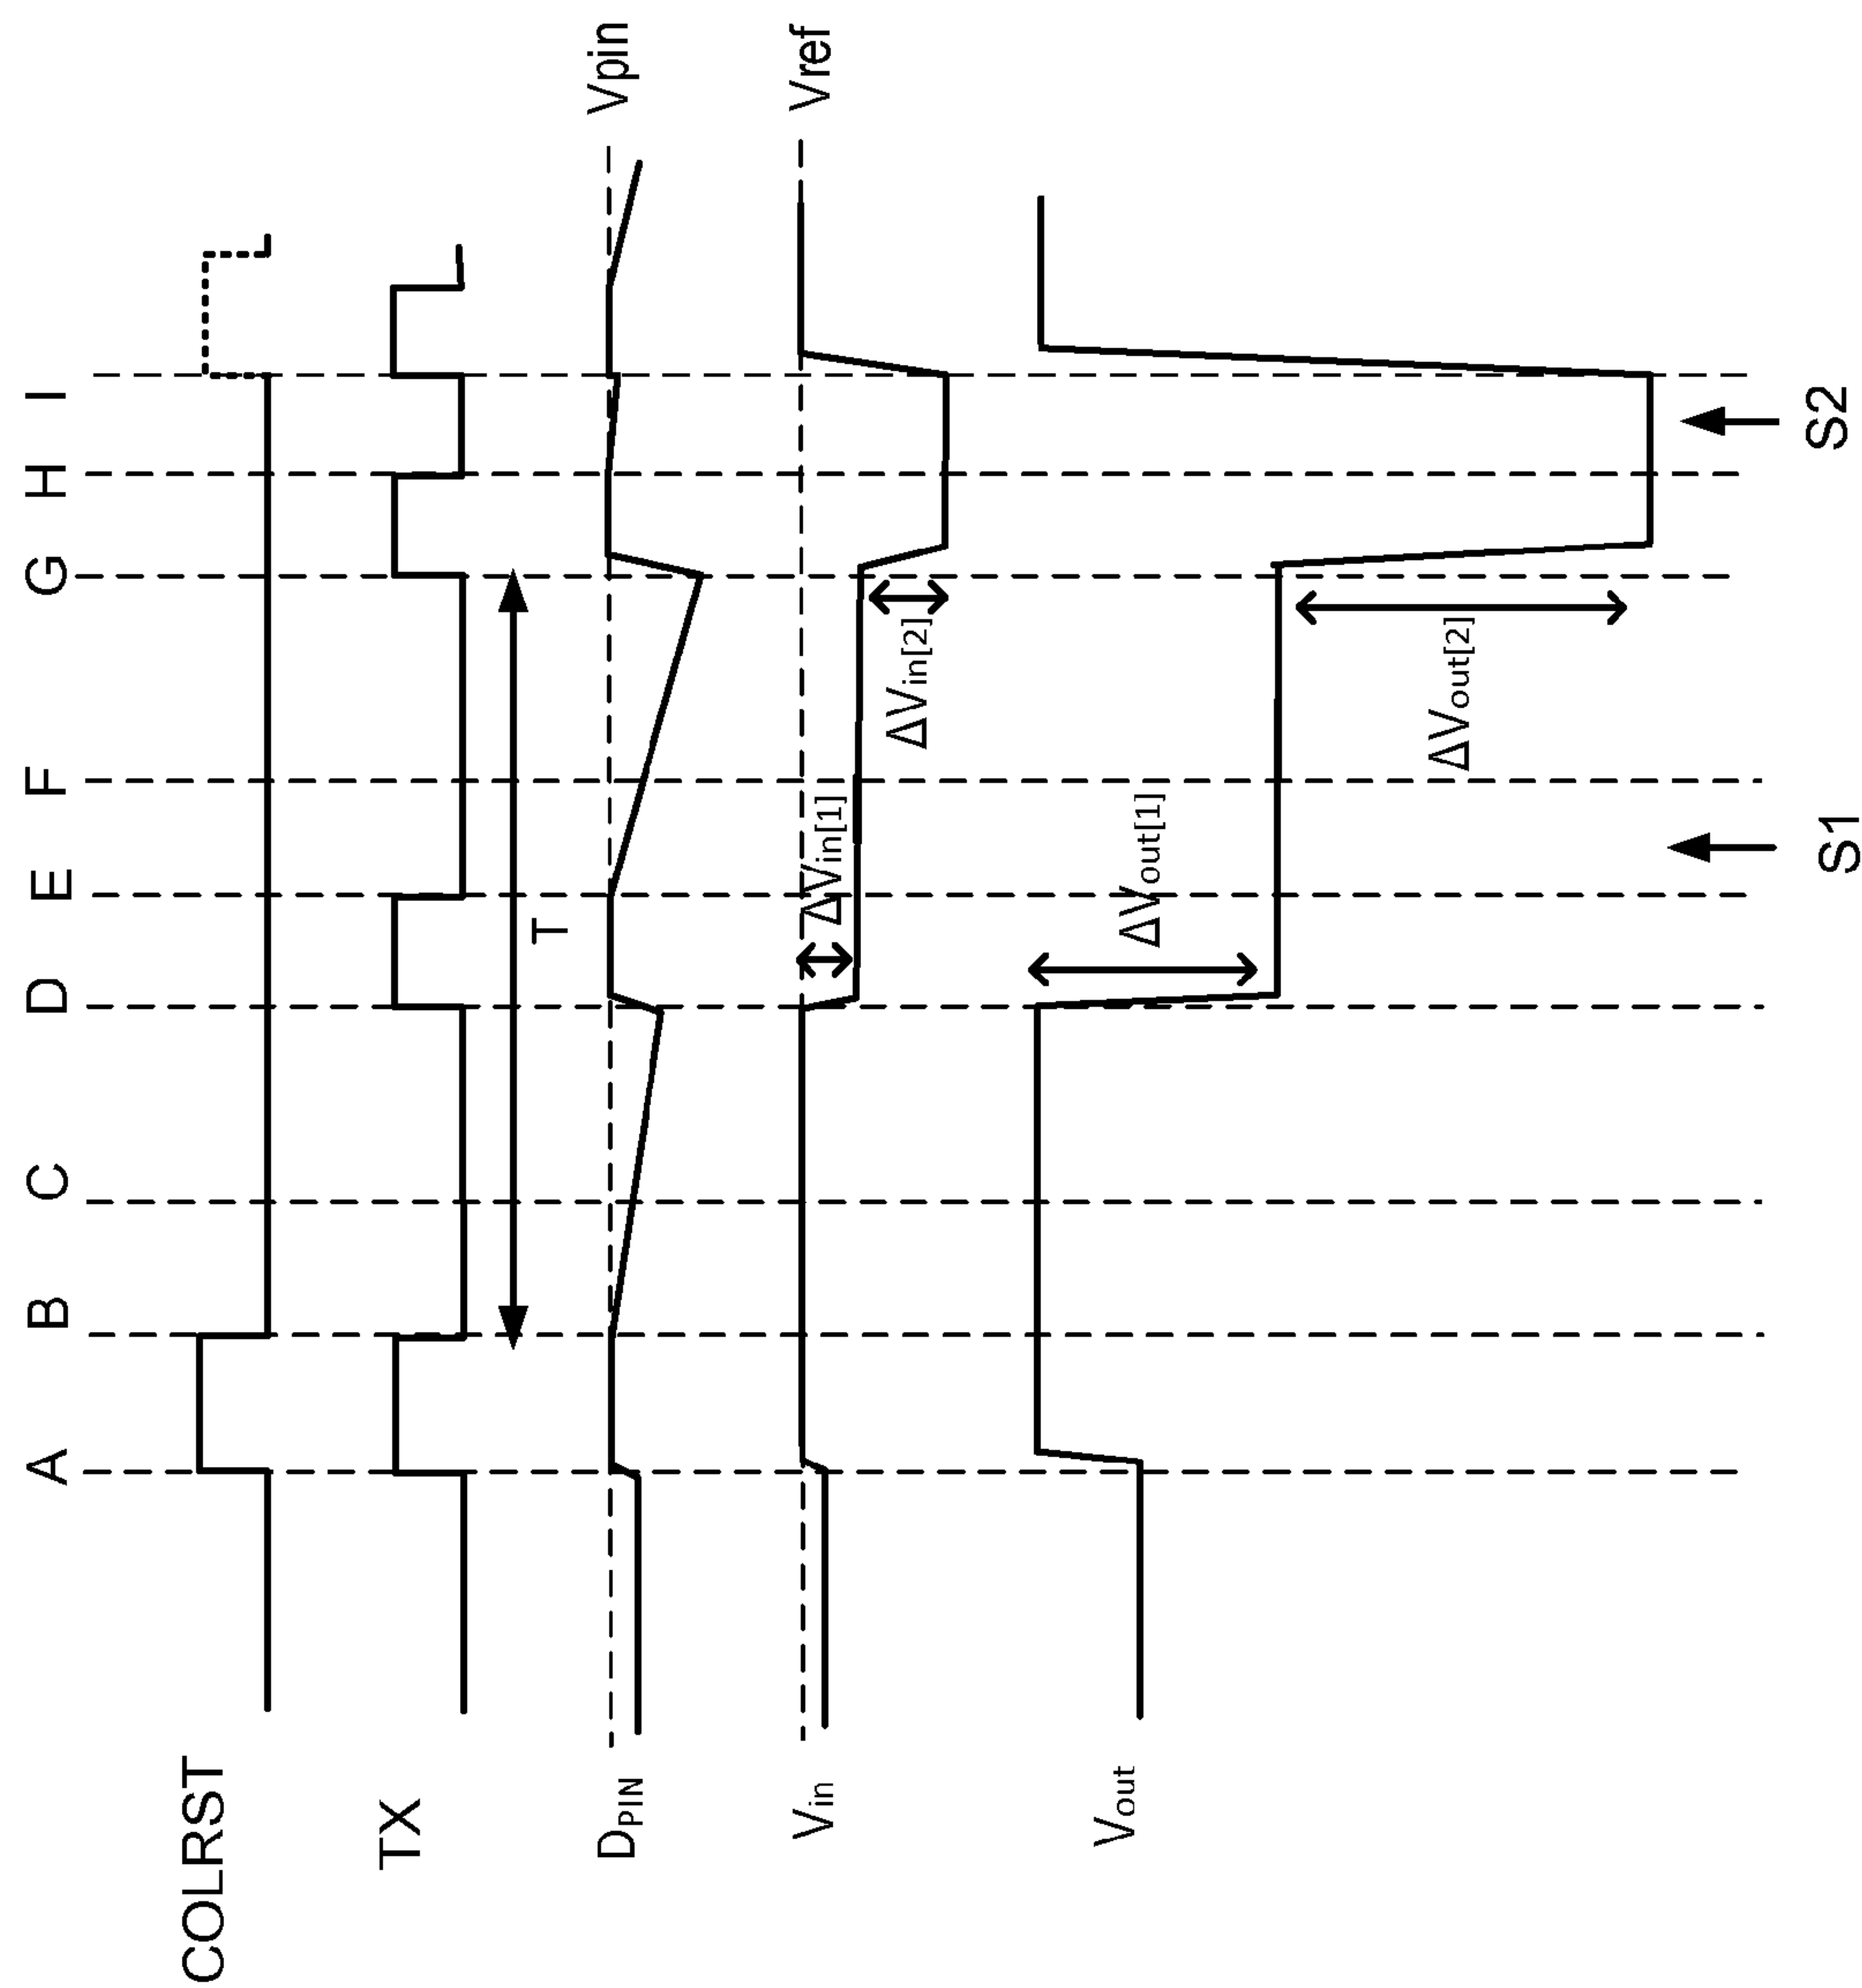 A B C D E F G H I
COLRST
TX
T
DPIN
Vpin
Vin
Vref
ΔVin[1]
ΔVin[2]
Vout
ΔVout[1]
ΔVout[2]
S1
S2